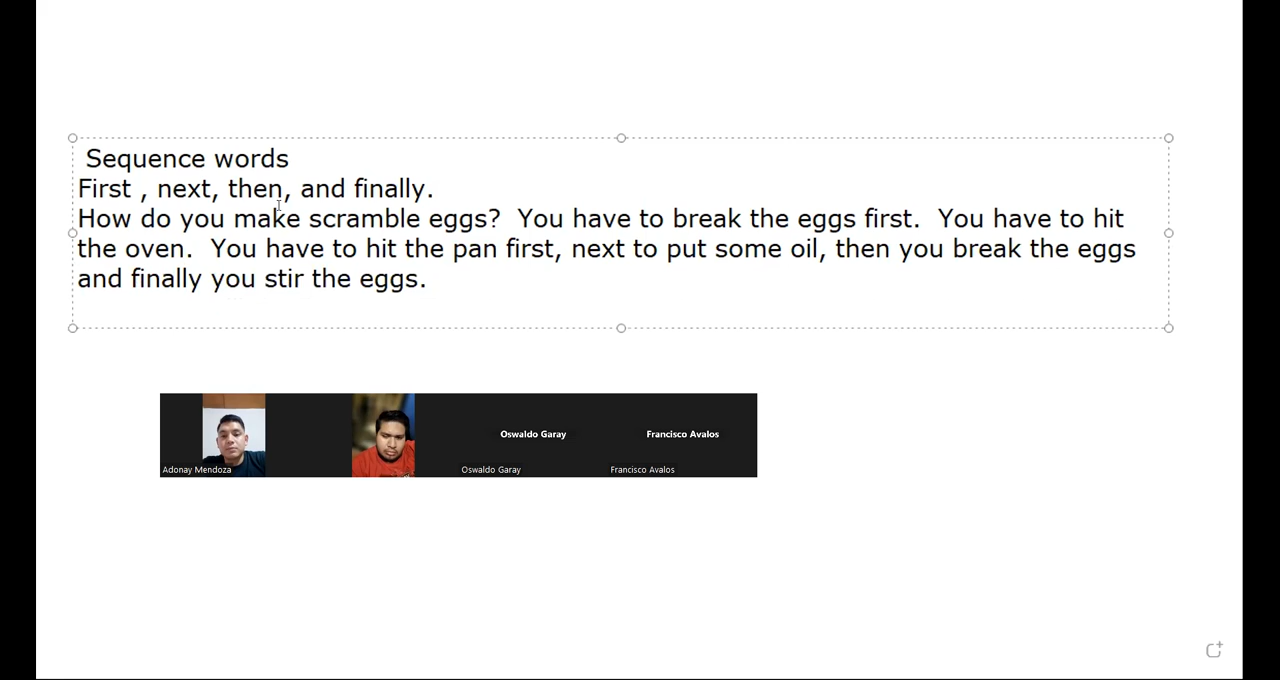 Sequence words
First , next, then, and finally.
How do you make scramble eggs?  You have to break the eggs first.  You have to hit
the oven.  You have to hit the pan first, next to put some oil, then you break the eggs
and finally you stir the eggs.
Oswaldo Garay
Francisco Avalos
Adonay Mendoza
Oswaldo Garay
Francisco Avalos